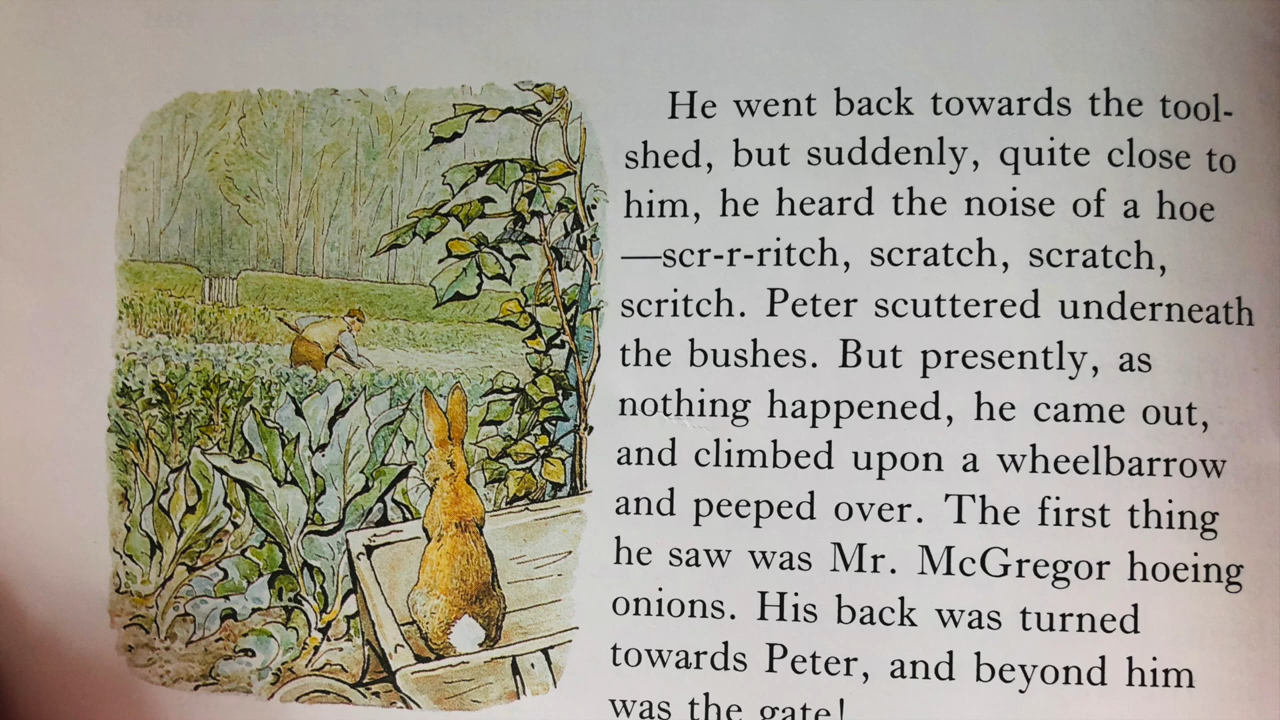 He went back towards the tool-
shed, but suddenly, quite close to
him, he heard the noise of a hoe
—scr-r-ritch, scratch, scratch,
scritch. Peter scuttered underneath
the bushes. But presently, as
nothing happened, he came out,
and climbed upon a wheelbarrow
and peeped over. The first thing
he saw was Mr. McGregor hoeing
onions. His back was turned
towards Peter, and beyond him
was the gate!